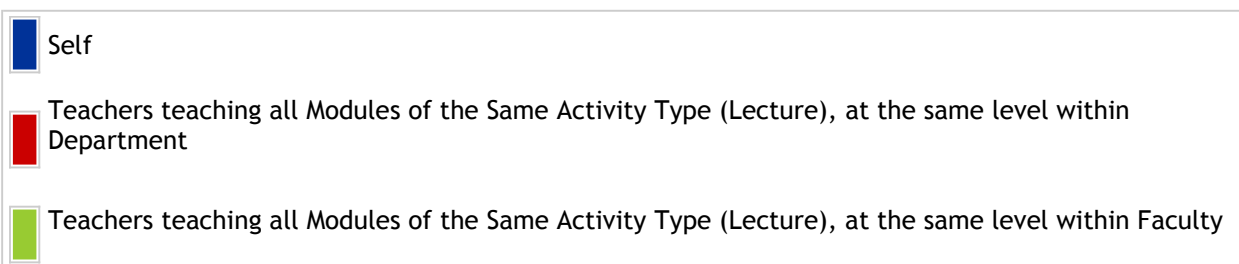 Self
Teachers teaching all Modules of the Same Activity Type (Lecture), at the same level within
Department
Teachers teaching all Modules of the Same Activity Type (Lecture), at the same level within Faculty